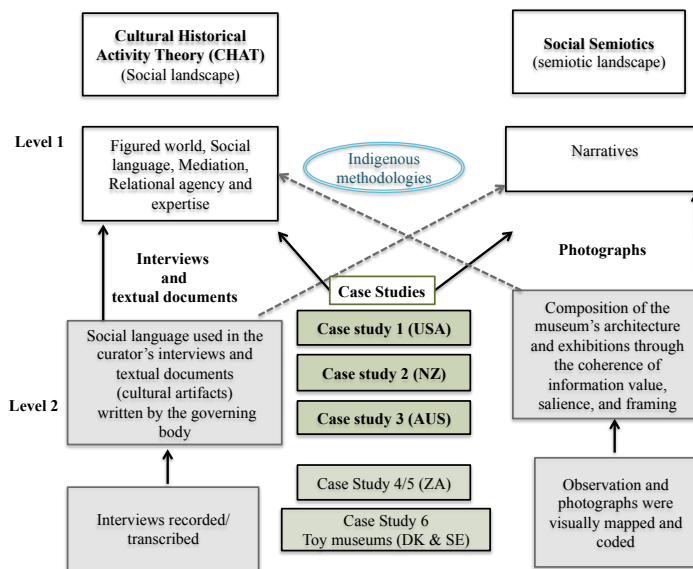 Cultural Historical
Activity Theory (CHAT)
(Social landscape)
Social Semiotics
(semiotic landscape)
Level 1
Figured world, Social
language, Mediation,
Relational agency and
expertise
Indigenous
methodologies
Narratives
Interviews
and
textual documents
Photographs
Case Studies
Level 2
Social language used in the
curator's interviews and
textual documents
(cultural artifacts)
written by the governing
body
Case study 1 (USA)
Case study 2 (NZ)
Case study 3 (AUS)
Composition of the
museum's architecture
and exhibitions through
the coherence of
information value,
salience, and framing
Interviews recorded/
transcribed
Case Study 4/5 (ZA)
Case Study 6
Toy museums (DK & SE)
Observation and
photographs were
visually mapped and
coded